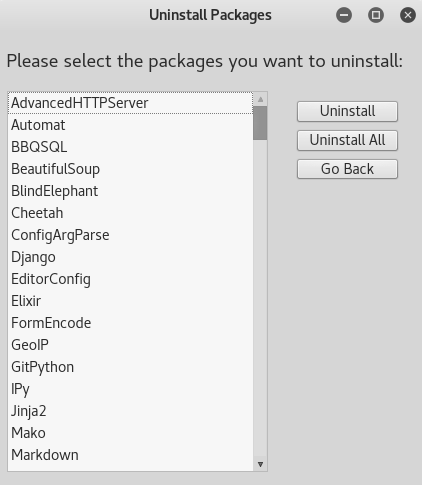 Uninstall Packages
Please select the packages you want to uninstall:
AdvancedHTTPServer
Automat
BBQSQL
BeautifulSoup
BlindElephant
Cheetah
ConfigArgParse
Django
EditorConfig
Elixir
FormEncode
GeoIP
GitPython
IPy
Jinja2
Mako
Markdown
Uninstall
Uninstall All
Go Back